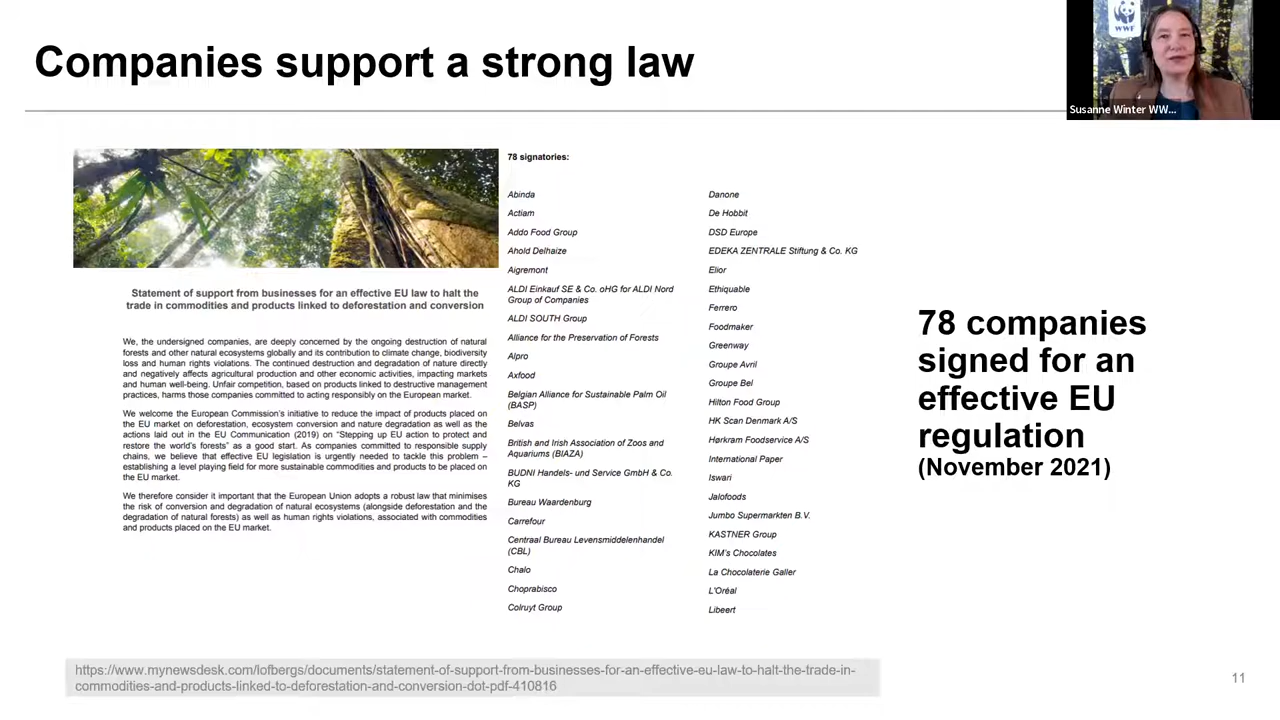 Companies support a strong law
WWF
Susanne Winter WW...
78 signatories:
Statement of support from businesses for an effective EU law to halt the
trade in commodities and products linked to deforestation and conversion
We, the undersigned companies, are deeply concerned by the ongoing destruction of natural
forests and other natural ecosystems globally and its contribution to climate change, biodiversity
loss and human rights violations. The continued destruction and degradation of nature directly
and negatively affects agricultural production and other economic activities, impacting markets
and human well-being. Unfair competition, based on products linked to destructive management
practices, harms those companies committed to acting responsibly on the European market.
We welcome the European Commission's initiative to reduce the impact of products placed on
the EU market on deforestation, ecosystem conversion and nature degradation as well as the
actions laid out in the EU Communication (2019) on "Stepping up EU action to protect and
restore the world's forests" as a good start. As companies committed to responsible supply
chains, we believe that effective EU legislation is urgently needed to tackle this problem –
establishing a level playing field for more sustainable commodities and products to be placed on
the EU market.
We therefore consider it important that the European Union adopts a robust law that minimises
the risk of conversion and degradation of natural ecosystems (alongside deforestation and the
degradation of natural forests) as well as human rights violations, associated with commodities
and products placed on the EU market.
Abinda
Actiam
Addo Food Group
Ahold Delhaize
Aigremont
ALDI Einkauf SE & Co. oHG for ALDI Nord
Group of Companies
ALDI SOUTH Group
Alliance for the Preservation of Forests
Alpro
Axfood
Belgian Alliance for Sustainable Palm Oil
(BASP)
Belvas
British and Irish Association of Zoos and
Aquariums (BIAZA)
BUDNI Handels- und Service GmbH & Co.
KG
Bureau Waardenburg
Carrefour
Centraal Bureau Levensmiddelenhandel
(CBL)
Chalo
Choprabisco
Colruyt Group
Danone
De Hobbit
DSD Europe
EDEKA ZENTRALE Stiftung & Co. KG
Elior
Ethiquable
Ferrero
Foodmaker
Greenway
Groupe Avril
Groupe Bel
Hilton Food Group
HK Scan Denmark A/S
Hørkram Foodservice A/S
International Paper
Iswari
Jalofoods
Jumbo Supermarkten B.V.
KASTNER Group
KIM's Chocolates
La Chocolaterie Galler
L'Oréal
Libeert
78 companies
signed for an
effective EU
regulation
(November 2021)
https://www.mynewsdesk.com/lofbergs/documents/statement-of-support-from-businesses-for-an-effective-eu-law-to-halt-the-trade-in-
commodities-and-products-linked-to-deforestation-and-conversion-dot-pdf-410816
11